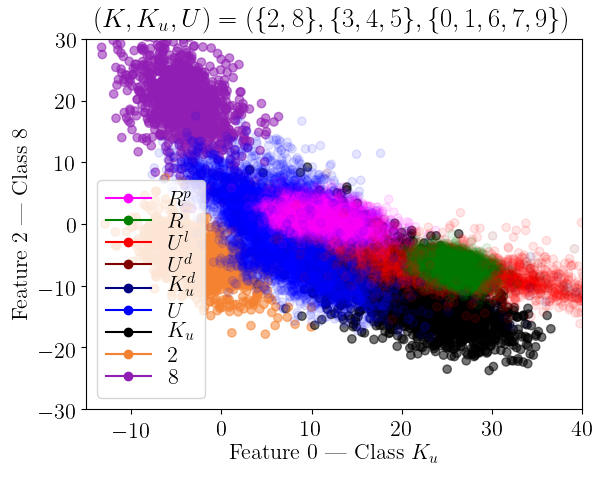 (K, K_u, U) = ({2, 8}, {3, 4, 5}, {0, 1, 6, 7, 9})
30
20
10
0
−10
−20
−30
Feature 2 — Class 8
R^p
R
U^l
U^d
K_u^d
U
K_u
2
8
−10
0
10
20
30
40
Feature 0 — Class K_u